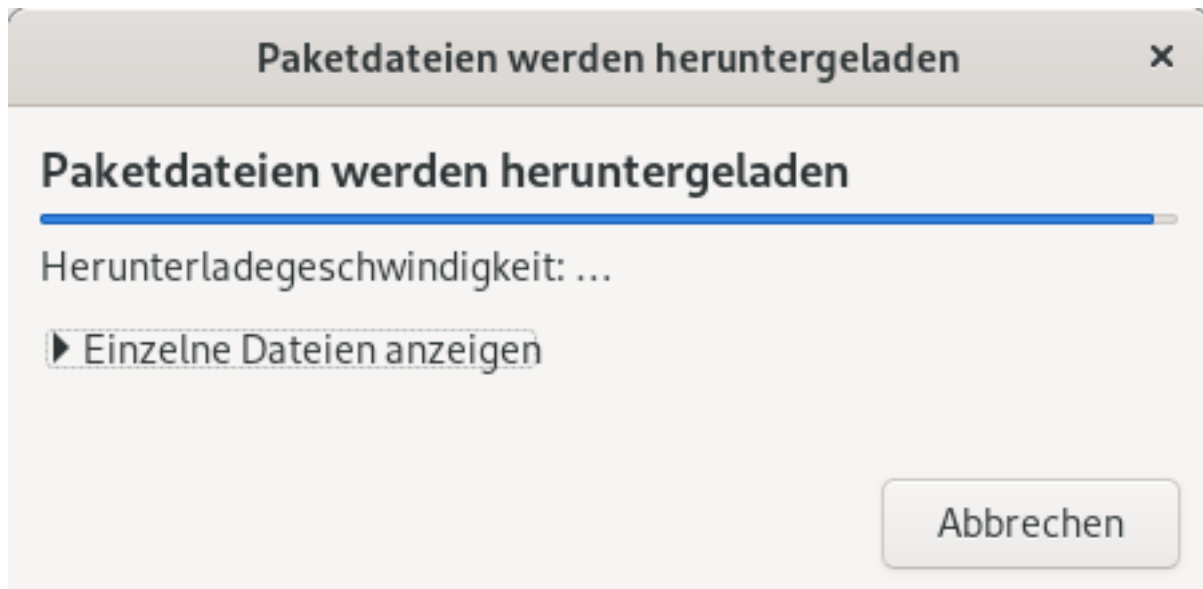 Paketdateien werden heruntergeladen
Paketdateien werden heruntergeladen
Herunterladegeschwindigkeit: ...
Einzelne Dateien anzeigen
Abbrechen